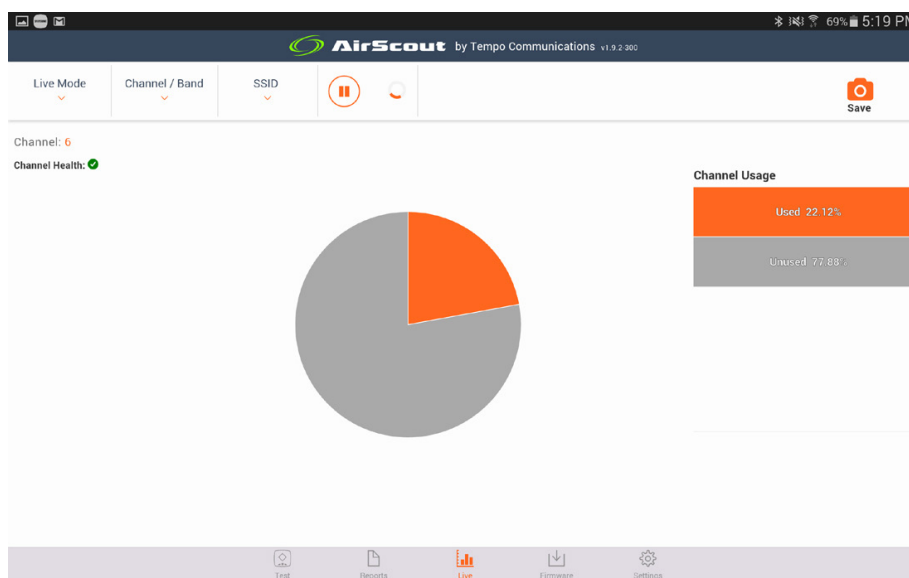 69% 5:19 PM
AirScout by Tempo Communications v1.9.2-300
Live Mode
Channel / Band
SSID
Save
Channel: 6
Channel Health:
Channel Usage
Used 22.12%
Unused 77.88%
Test
Reports
Live
Firmware
Settings